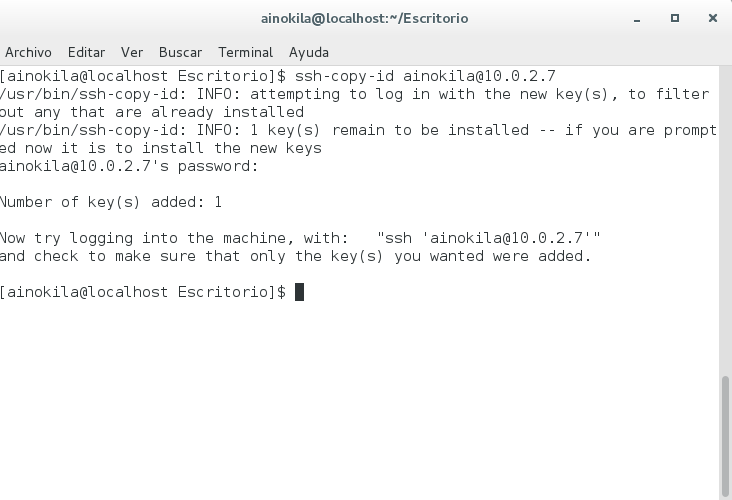 ainokila@localhost:~/Escritorio
Archivo Editar Ver Buscar Terminal Ayuda
[ainokila@localhost Escritorio]$ ssh-copy-id ainokila@10.0.2.7
/usr/bin/ssh-copy-id: INFO: attempting to log in with the new key(s), to filter
out any that are already installed
/usr/bin/ssh-copy-id: INFO: 1 key(s) remain to be installed -- if you are prompt
ed now it is to install the new keys
ainokila@10.0.2.7's password:
Number of key(s) added: 1
Now try logging into the machine, with:   "ssh 'ainokila@10.0.2.7'"
and check to make sure that only the key(s) you wanted were added.
[ainokila@localhost Escritorio]$